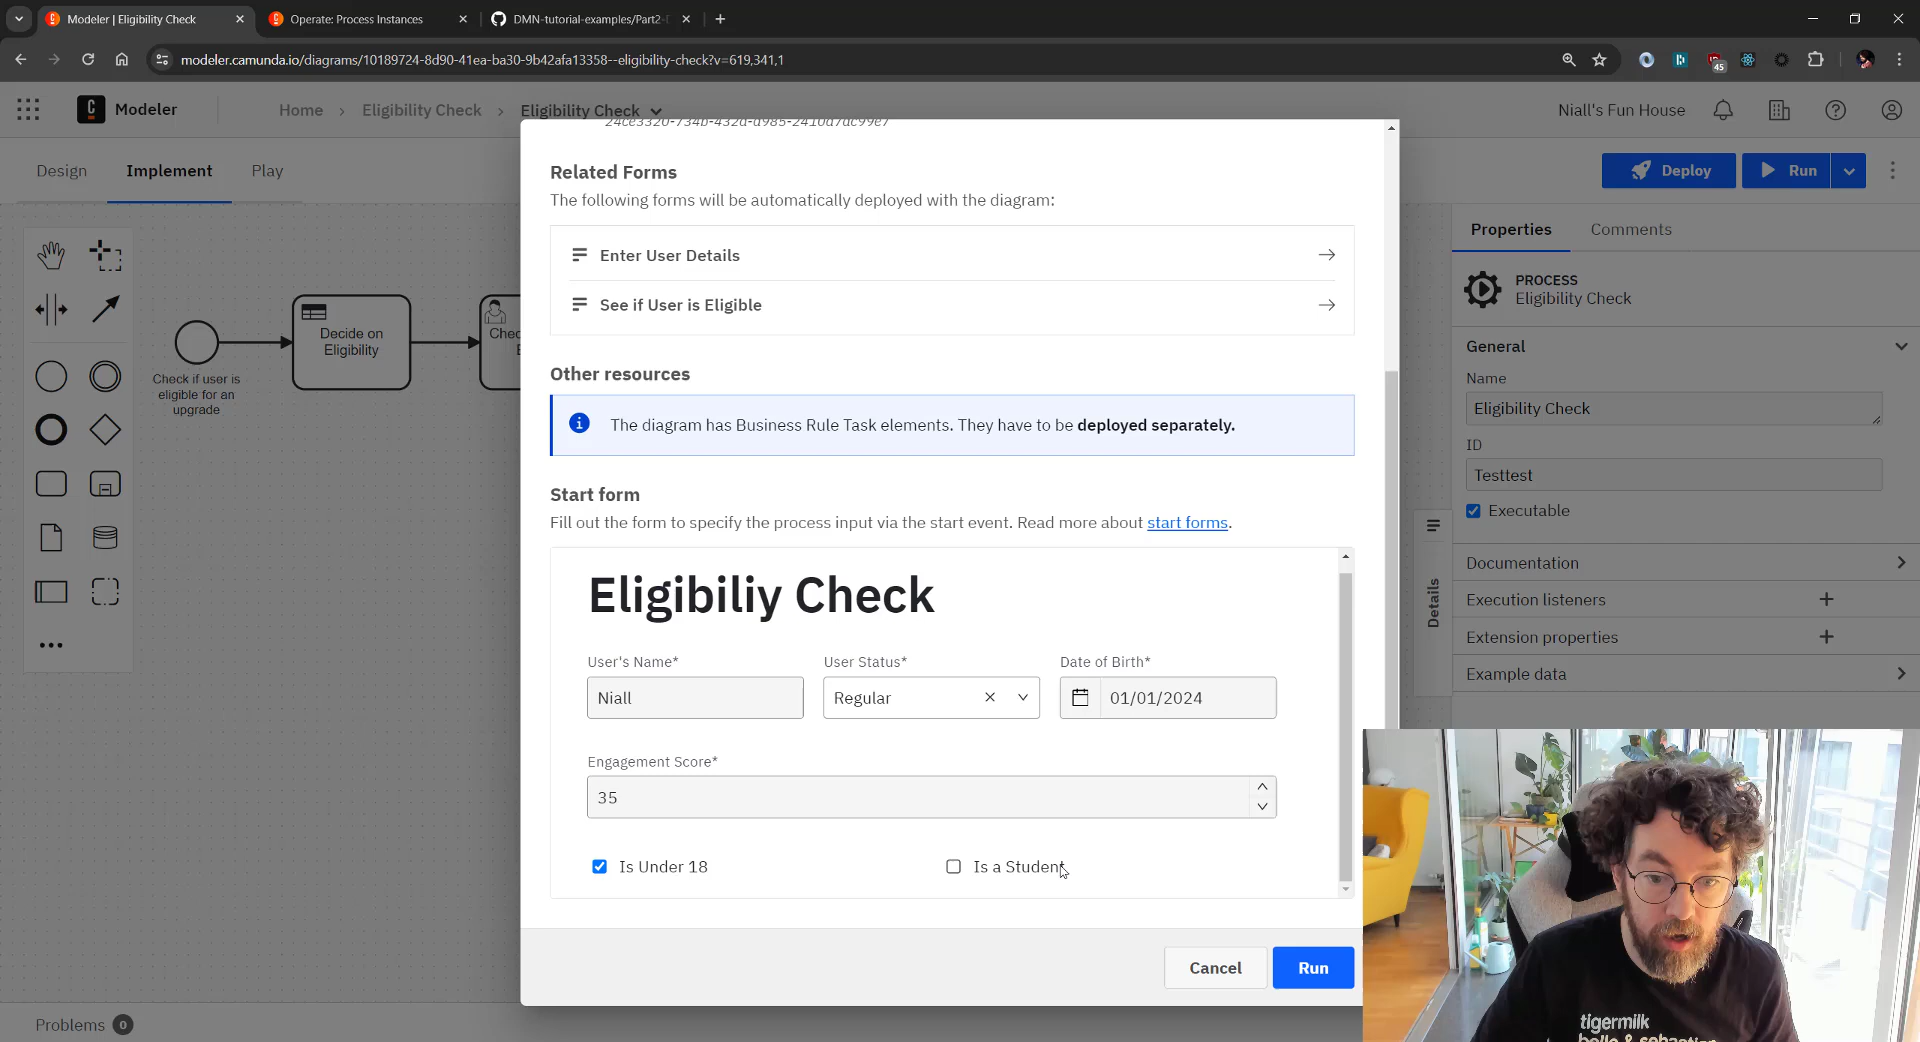 Modeler | Eligibility Check
Operate: Process Instances
DMN-tutorial-examples/Part2-
modeler.camunda.io/diagrams/10189724-8d90-41ea-ba30-9b42afa13358--eligibility-check?v=619,341,1
45
Modeler
Home
Eligibility Check
Eligibility Check
Niall's Fun House
Design
Implement
Play
Deploy
Run
Decide on
Eligibility
Check if user is
eligible for an
upgrade
24ce3320-734b-432d-a985-2410d7dc99e7
Related Forms
The following forms will be automatically deployed with the diagram:
Enter User Details
See if User is Eligible
Other resources
The diagram has Business Rule Task elements. They have to be deployed separately.
Start form
Fill out the form to specify the process input via the start event. Read more about start forms.
Eligibiliy Check
User's Name*
User Status*
Date of Birth*
Niall
Regular
01/01/2024
Engagement Score*
35
Is Under 18
Is a Student
Cancel
Run
Properties
Comments
PROCESS
Eligibility Check
General
Name
Eligibility Check
ID
Testtest
Executable
Details
Documentation
Execution listeners
Extension properties
Example data
Problems 0
tigermilk